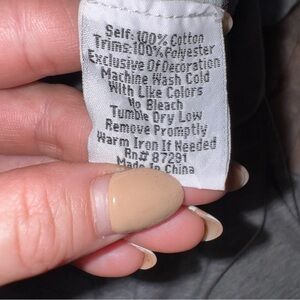 Self:100% Cotton
Trims:100% Polyester
Exclusive Of Decoration
Machine Wash Cold
With Like Colors
No Bleach
Tumble Dry Low
Remove Promptly
Warm Iron If Needed
Rn# 87291
Made In China